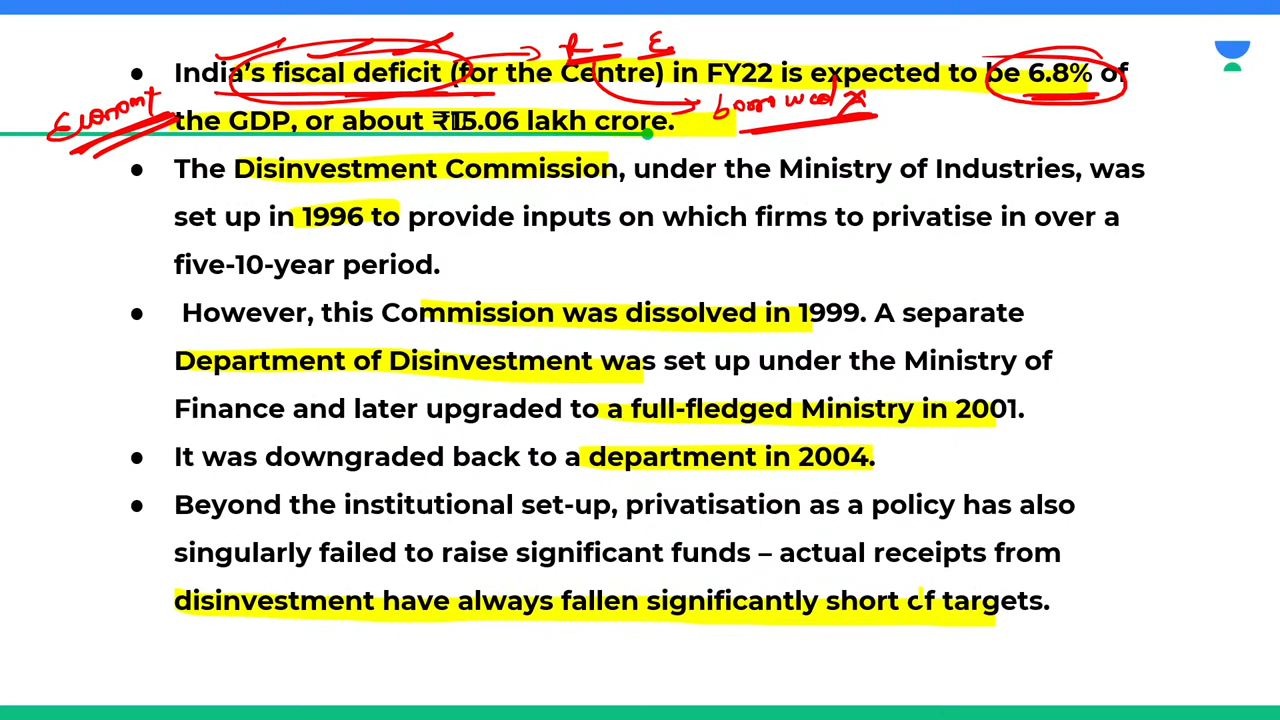 R = E
• India's fiscal deficit (for the Centre) in FY22 is expected to be 6.8% of
borrowed
Economy
the GDP, or about ₹15.06 lakh crore.
• The Disinvestment Commission, under the Ministry of Industries, was
set up in 1996 to provide inputs on which firms to privatise in over a
five-10-year period.
• However, this Commission was dissolved in 1999. A separate
Department of Disinvestment was set up under the Ministry of
Finance and later upgraded to a full-fledged Ministry in 2001.
• It was downgraded back to a department in 2004.
• Beyond the institutional set-up, privatisation as a policy has also
singularly failed to raise significant funds – actual receipts from
disinvestment have always fallen significantly short of targets.